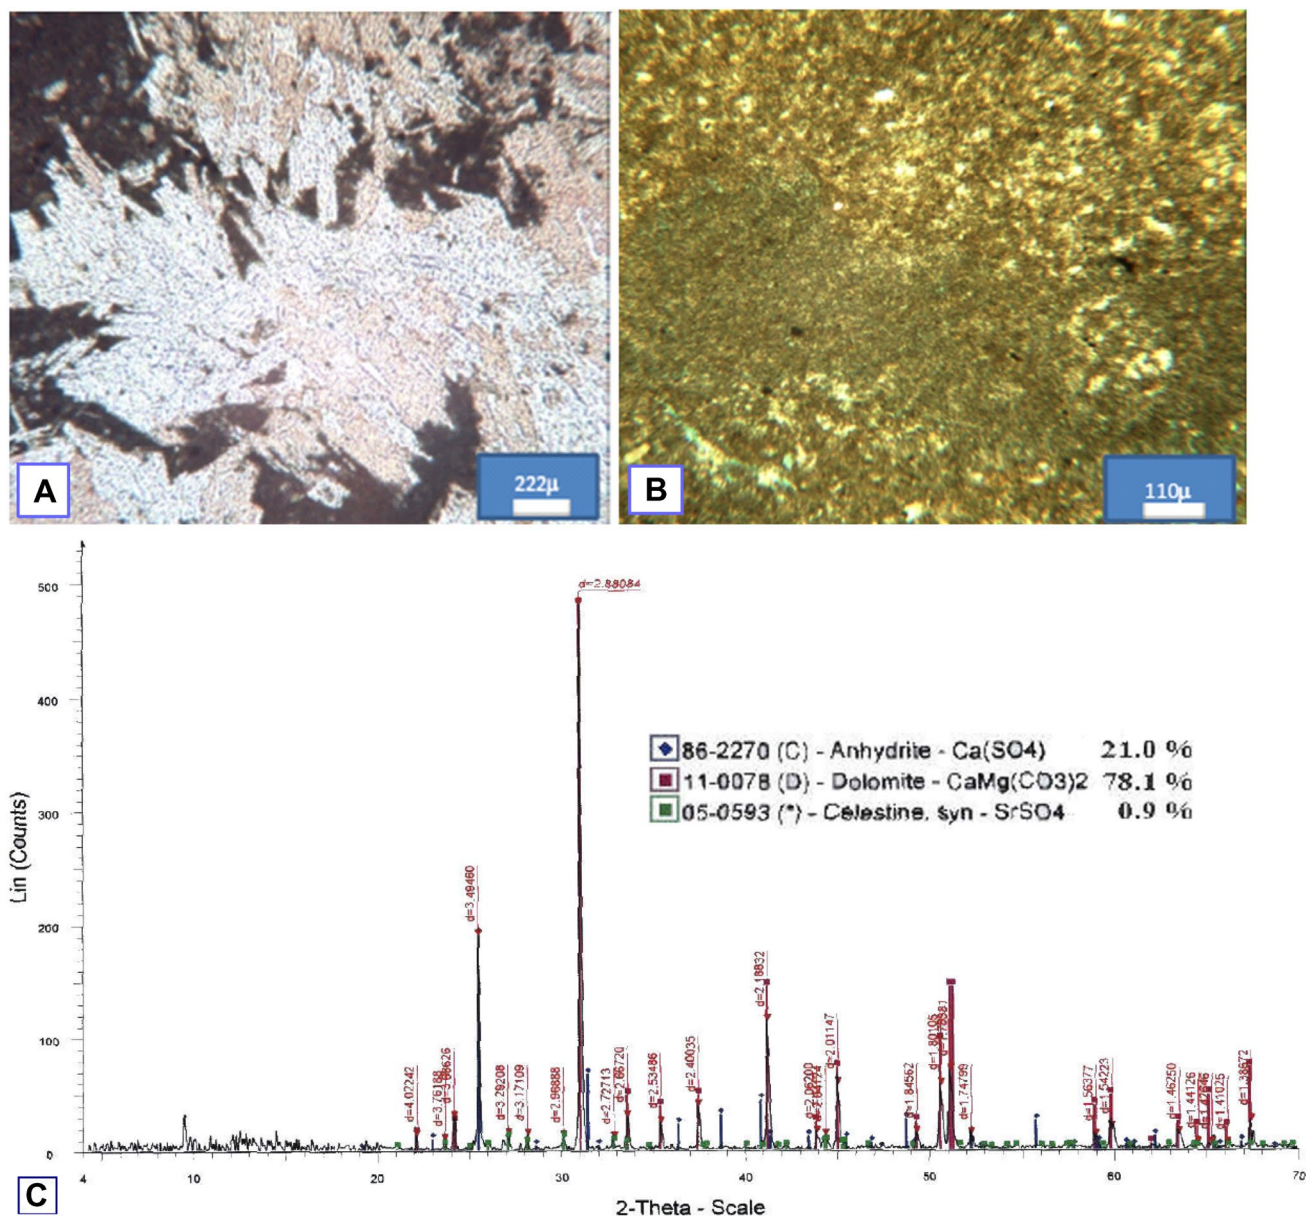 A
222µ
B
110µ
d=2.88084
500
400
86-2270 (C) - Anhydrite - Ca(SO4) 21.0 %
11-0078 (D) - Dolomite - CaMg(CO3)2 78.1 %
05-0593 (*) - Celestine, syn - SrSO4 0.9 %
300
Lin (Counts)
d=3.49460
200
d=2.18832
d=2.01147
d=1.80105
100
d=4.02242
d=3.76188
d=3.29208
d=3.17109
d=2.96888
d=2.72713
d=2.66720
d=2.53486
d=2.40035
d=2.06200
d=1.84562
d=1.74799
d=1.56377
d=1.54223
d=1.46250
d=1.44126
d=1.41025
d=1.38672
0
4
20
30
40
50
60
70
C
2-Theta - Scale